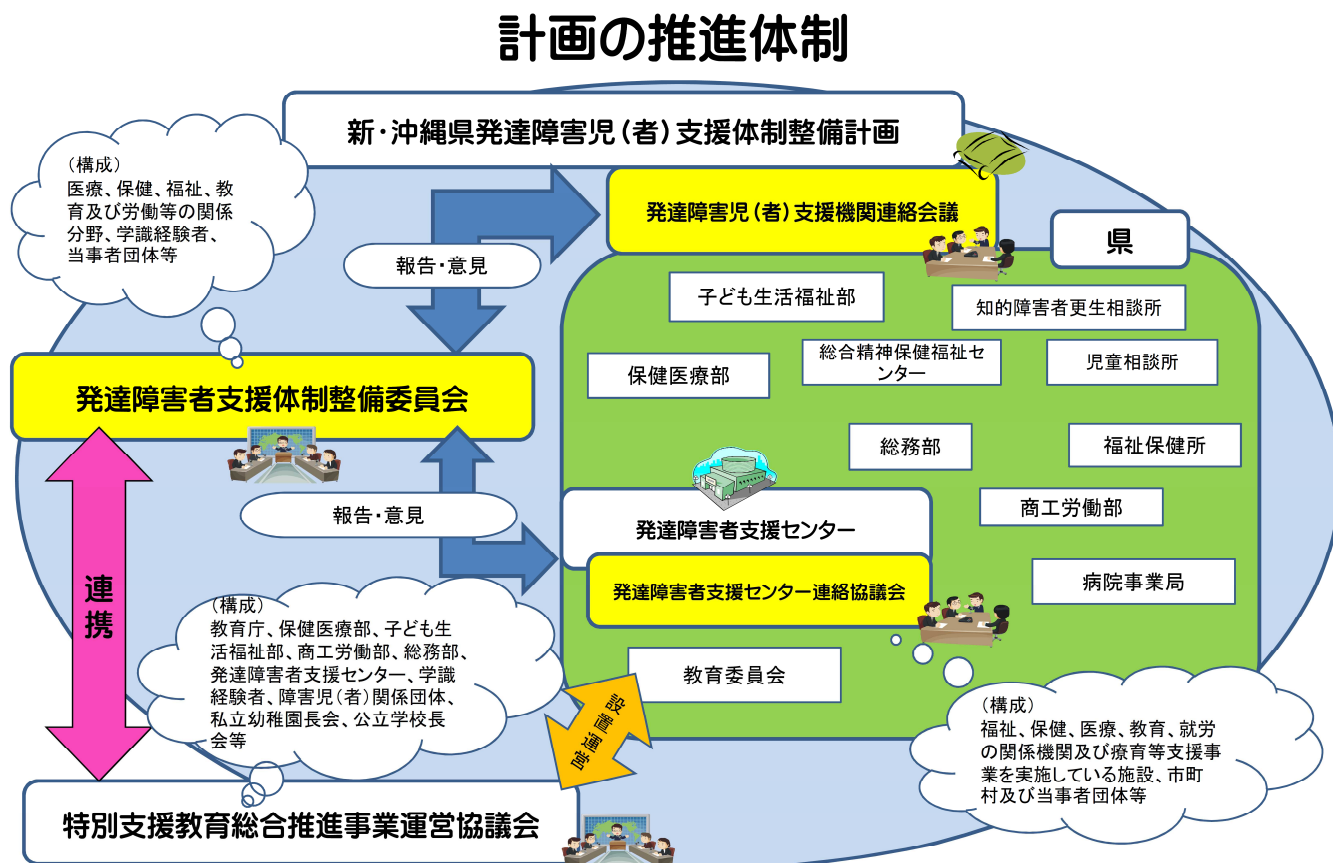 計画の推進体制
新・沖縄県発達障害児(者)支援体制整備計画
(構成)
医療、保健、福祉、教
育及び労働等の関係
分野、学識経験者、
当事者団体等
発達障害児(者)支援機関連絡会議
県
報告・意見
子ども生活福祉部
知的障害者更生相談所
総合精神保健福祉セ
ンター
児童相談所
保健医療部
発達障害者支援体制整備委員会
総務部
福祉保健所
商工労働部
報告・意見
発達障害者支援センター
発達障害者支援センター連絡協議会
病院事業局
連携
(構成)
教育庁、保健医療部、子ども生
活福祉部、商工労働部、総務部、
発達障害者支援センター、学識
経験者、障害児(者)関係団体、
私立幼稚園長会、公立学校長
会等
教育委員会
設置運営
(構成)
福祉、保健、医療、教育、就労
の関係機関及び療育等支援事
業を実施している施設、市町
村及び当事者団体等
特別支援教育総合推進事業運営協議会